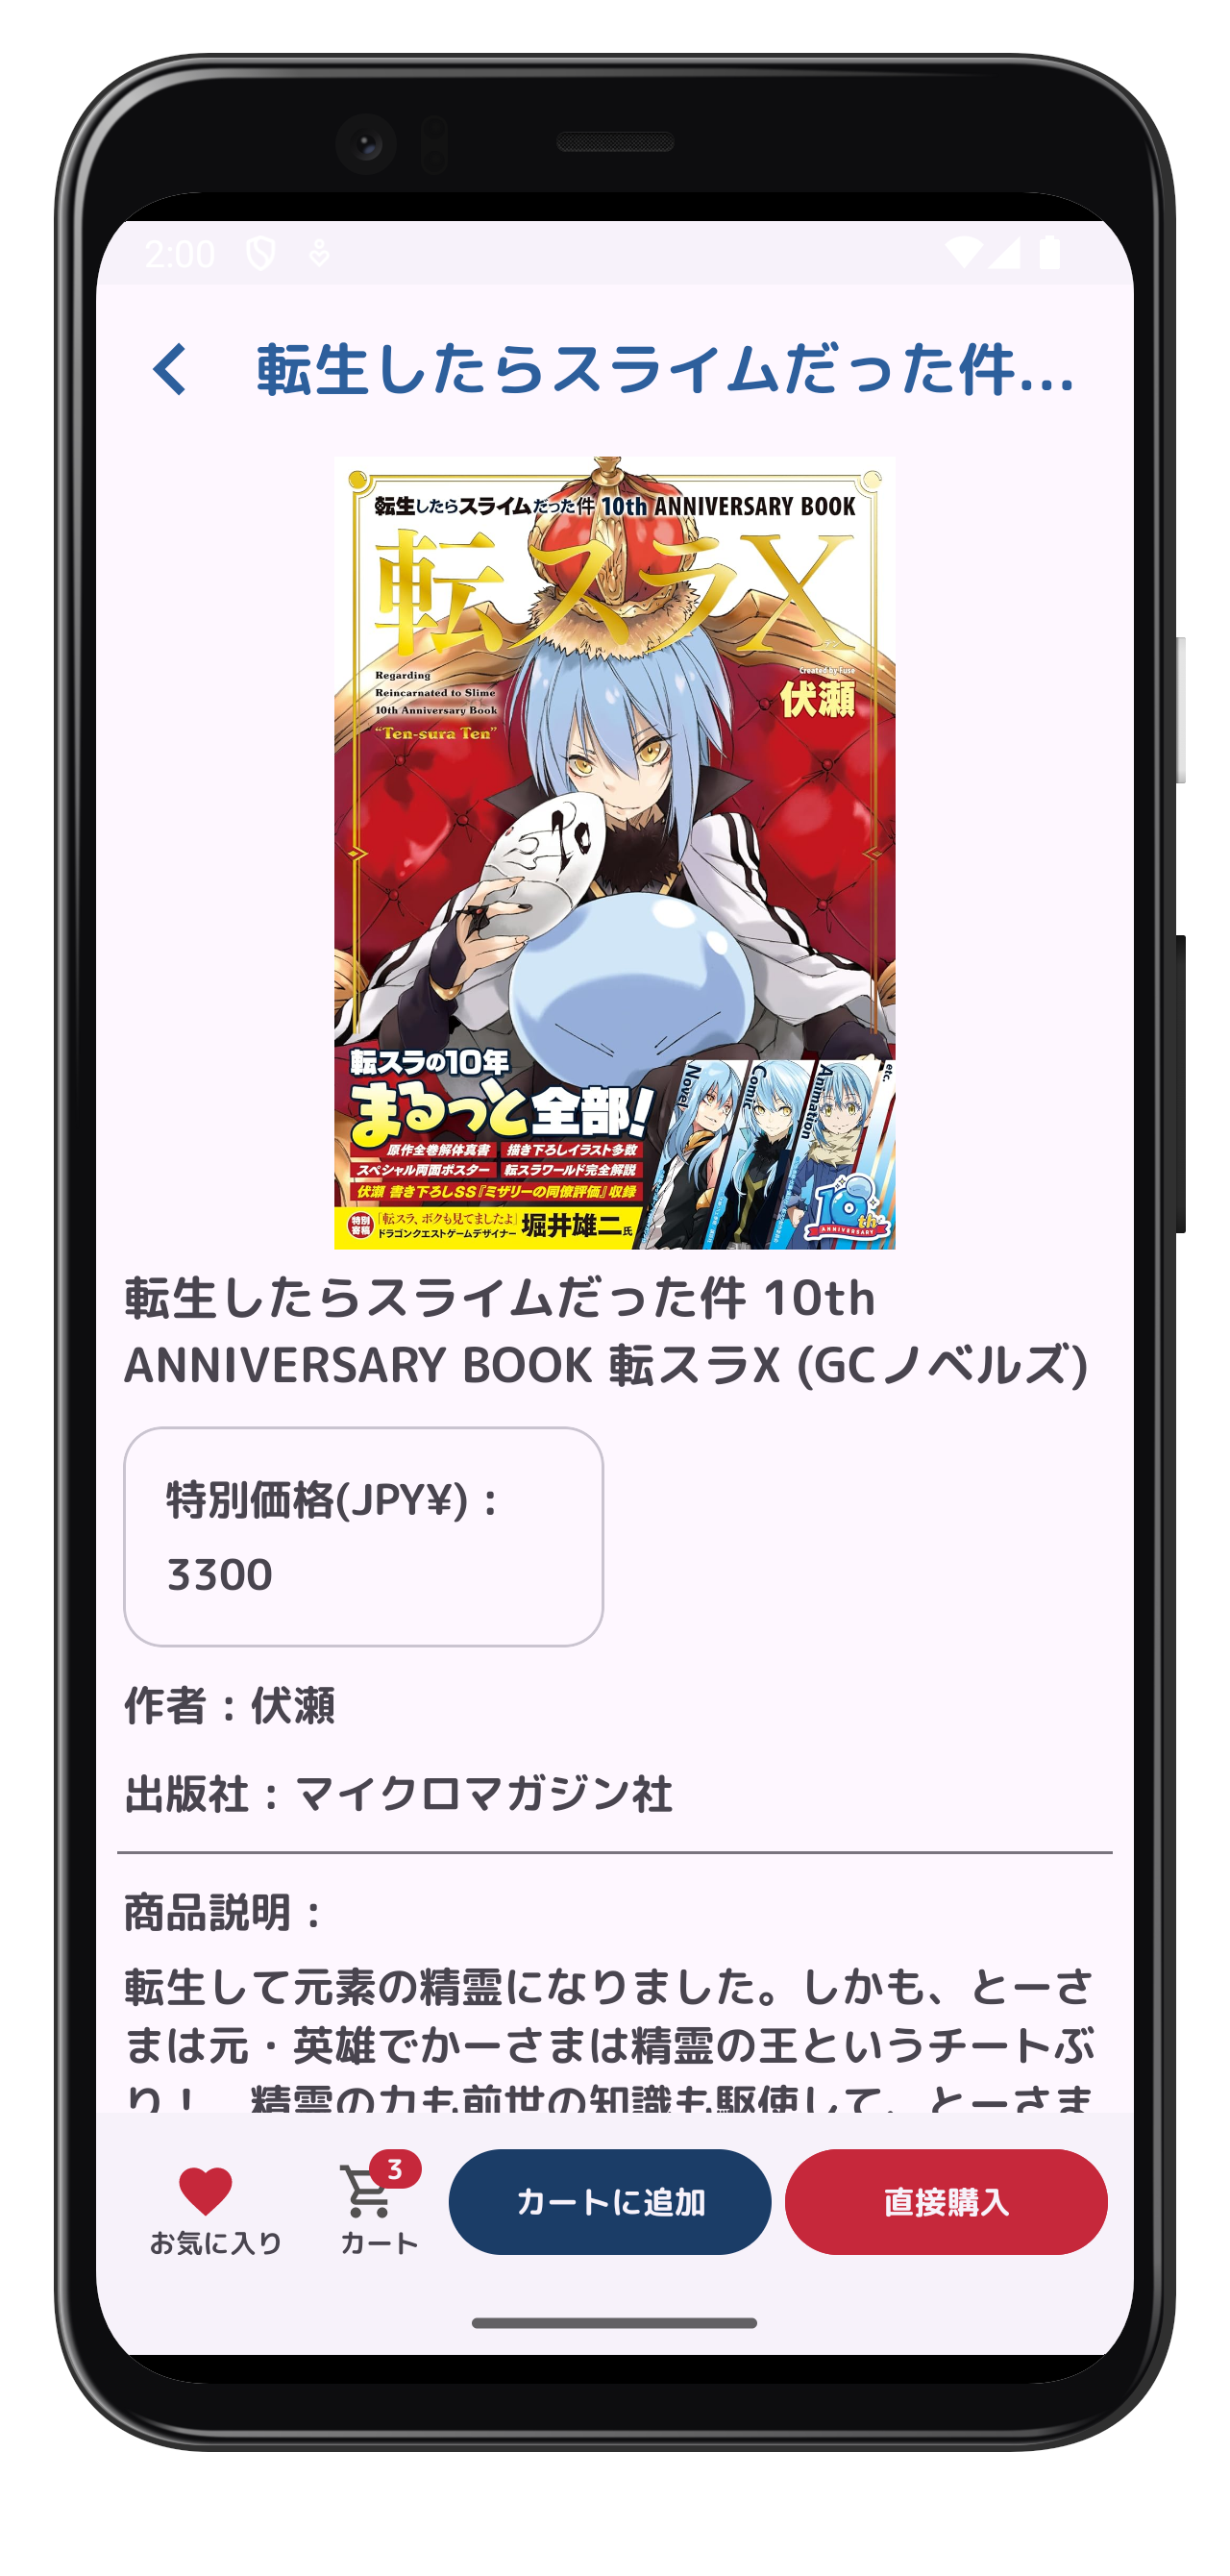 2:00
転生したらスライムだった件...
転生したらスライムだった件 10th ANNIVERSARY BOOK
転スラX
Regarding
Reincarnated to Slime
10th Anniversary Book
"Ten-sura Ten"
Created by Fuse
伏瀬
転スラの10年
まるっと全部!
原作全巻解体真書 描き下ろしイラスト多数
スペシャル両面ポスター 転スラワールド完全解説
伏瀬 書き下ろしSS『ミザリーの同僚評価』収録
特別寄稿
「転スラ、ボクも見てましたよ」
ドラゴンクエストゲームデザイナー 堀井雄二氏
Novel
Comic
Animation
etc.
10th
ANNIVERSARY
転生したらスライムだった件 10th
ANNIVERSARY BOOK 転スラX (GCノベルズ)
特別価格(JPY¥)：
3300
作者：伏瀬
出版社：マイクロマガジン社
商品説明：
転生して元素の精霊になりました。しかも、とーさ
まは元・英雄でかーさまは精霊の王というチートぶ
り！　精霊の力も前世の知識も駆使して、とーさま
3
お気に入り
カート
カートに追加
直接購入